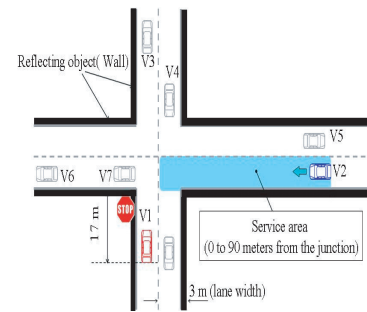 Reflecting object( Wall)
V3
V4
V5
V6
V7
V2
STOP
V1
17 m
Service area
(0 to 90 meters from the junction)
3 m (lane width)